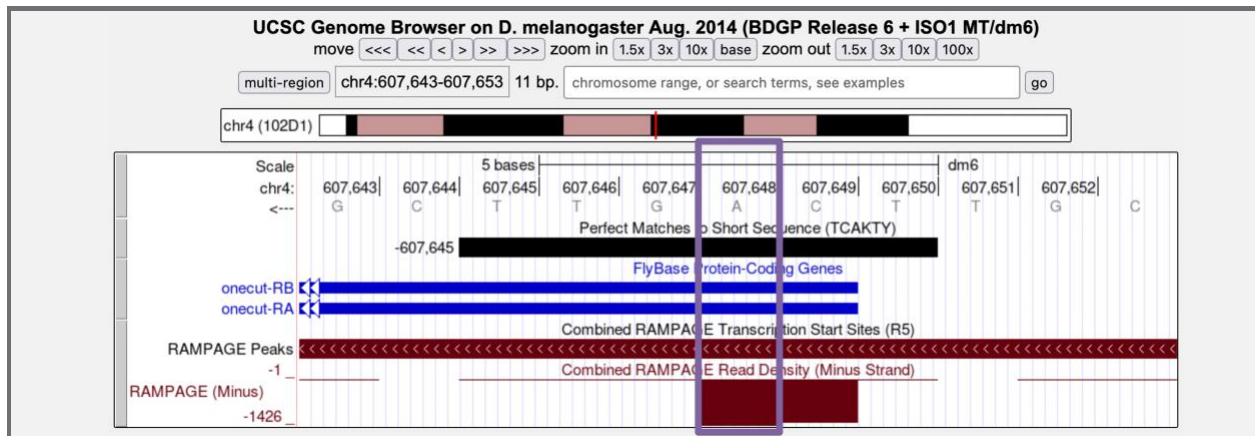 UCSC Genome Browser on D. melanogaster Aug. 2014 (BDGP Release 6 + ISO1 MT/dm6)
move <<< << < > >> >>> zoom in 1.5x 3x 10x base zoom out 1.5x 3x 10x 100x
multi-region chr4:607,643-607,653 11 bp. chromosome range, or search terms, see examples go
chr4 (102D1)
Scale 5 bases dm6
chr4: 607,643 607,644 607,645 607,646 607,647 607,648 607,649 607,650 607,651 607,652
<--- G C T T G A C T T G C
Perfect Matches to Short Sequence (TCAKTY)
-607,645
FlyBase Protein-Coding Genes
onecut-RB
onecut-RA
Combined RAMPAGE Transcription Start Sites (R5)
RAMPAGE Peaks
-1 _ Combined RAMPAGE Read Density (Minus Strand)
RAMPAGE (Minus)
-1426 _